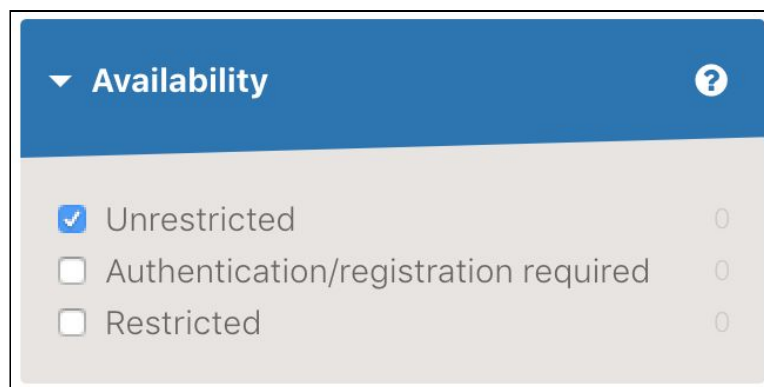 Availability ?
Unrestricted 0
Authentication/registration required 0
Restricted 0